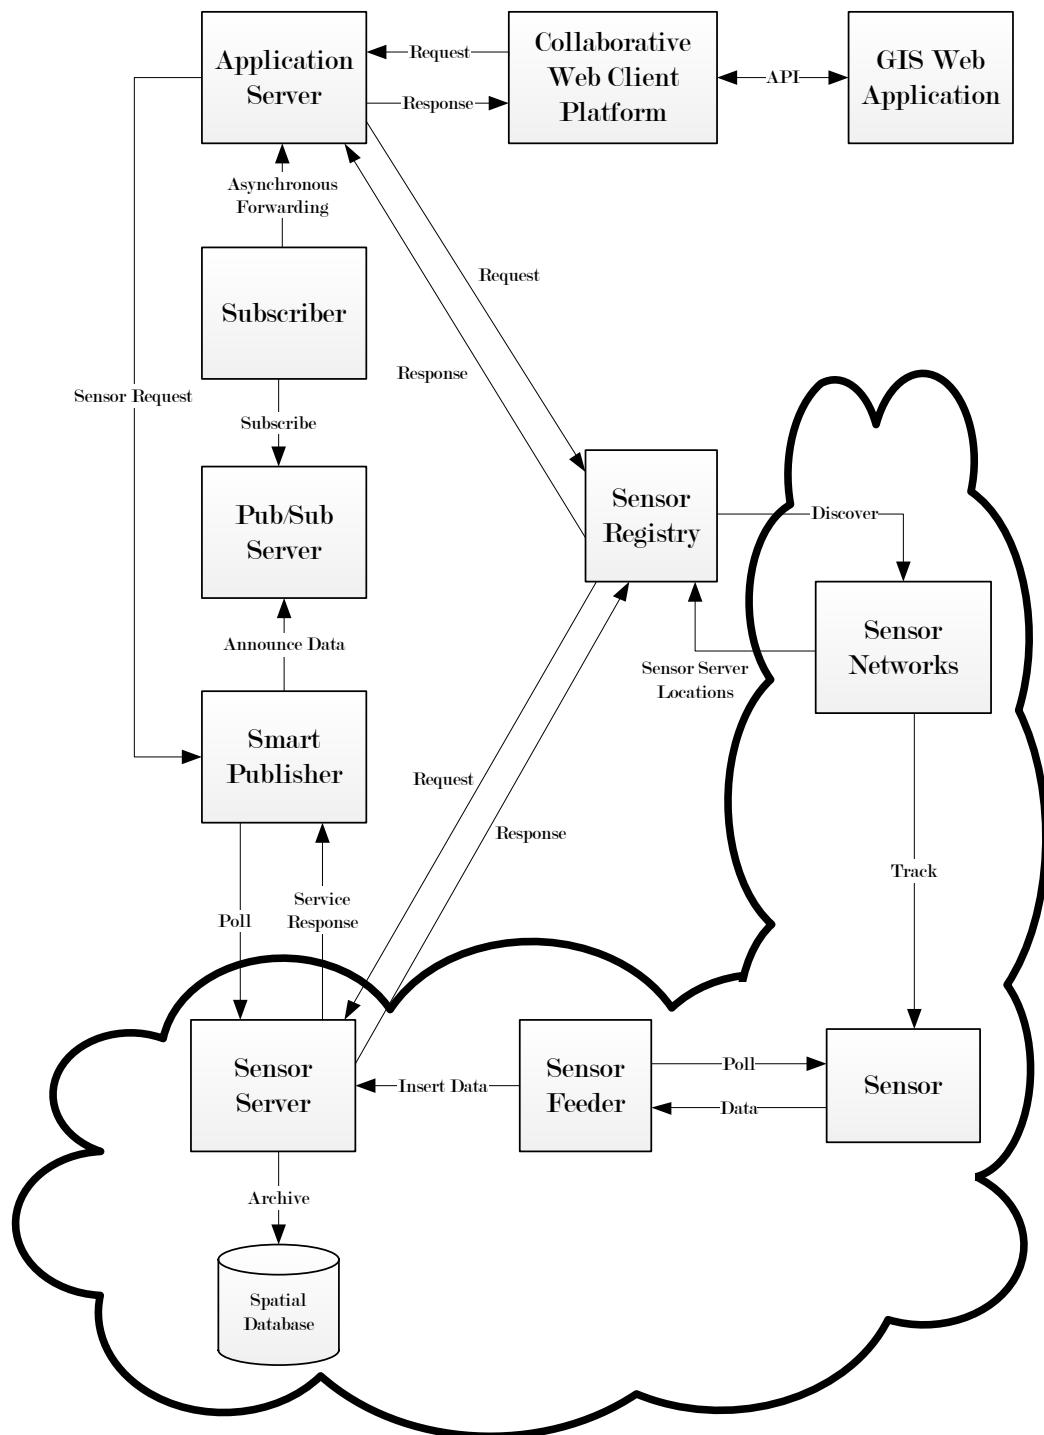 Application
Server
Request
Response
Collaborative
Web Client
Platform
API
GIS Web
Application
Asynchronous
Forwarding
Request
Subscriber
Response
Sensor Request
Subscribe
Pub/Sub
Server
Sensor
Registry
Discover
Announce Data
Sensor
Networks
Sensor Server
Locations
Smart
Publisher
Request
Response
Track
Poll
Service
Response
Sensor
Server
Insert Data
Sensor
Feeder
Poll
Data
Sensor
Archive
Spatial
Database